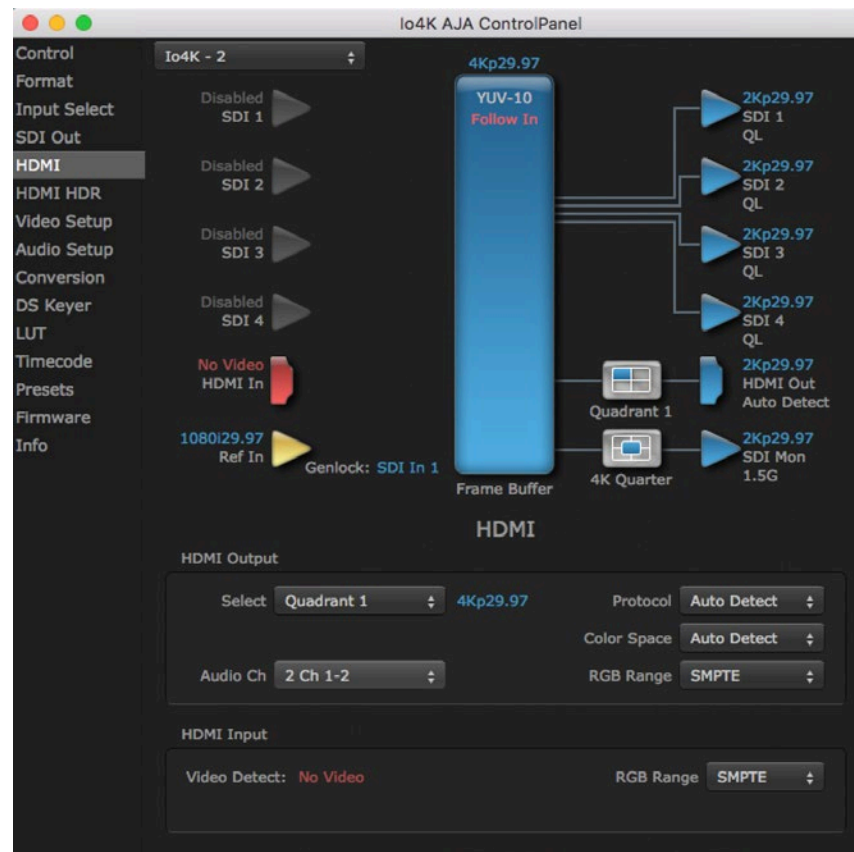 Io4K AJA ControlPanel
Control
Format
Input Select
SDI Out
HDMI
HDMI HDR
Video Setup
Audio Setup
Conversion
DS Keyer
LUT
Timecode
Presets
Firmware
Info
Io4K - 2
4Kp29.97
Disabled
SDI 1
Disabled
SDI 2
Disabled
SDI 3
Disabled
SDI 4
No Video
HDMI In
1080i29.97
Ref In
Genlock: SDI In 1
YUV-10
Follow In
Frame Buffer
2Kp29.97
SDI 1
QL
2Kp29.97
SDI 2
QL
2Kp29.97
SDI 3
QL
2Kp29.97
SDI 4
QL
Quadrant 1
2Kp29.97
HDMI Out
Auto Detect
4K Quarter
2Kp29.97
SDI Mon
1.5G
HDMI
HDMI Output
Select Quadrant 1 4Kp29.97 Protocol Auto Detect
Color Space Auto Detect
Audio Ch 2 Ch 1-2 RGB Range SMPTE
HDMI Input
Video Detect: No Video RGB Range SMPTE